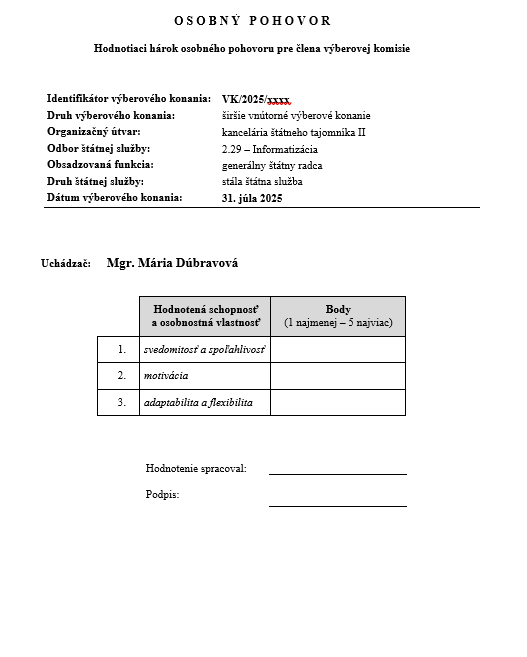 OSOBNÝ POHOVOR
Hodnotiaci hárok osobného pohovoru pre člena výberovej komisie
Identifikátor výberového konania: VK/2025/xxxx
Druh výberového konania: širšie vnútorné výberové konanie
Organizačný útvar: kancelária štátneho tajomníka II
Odbor štátnej služby: 2.29 – Informatizácia
Obsadzovaná funkcia: generálny štátny radca
Druh štátnej služby: stála štátna služba
Dátum výberového konania: 31. júla 2025
Uchádzač: Mgr. Mária Dúbravová
Hodnotená schopnosť Body
a osobnostná vlastnosť (1 najmenej – 5 najviac)
1. svedomitosť a spoľahlivosť
2. motivácia
3. adaptabilita a flexibilita
Hodnotenie spracoval:
Podpis: